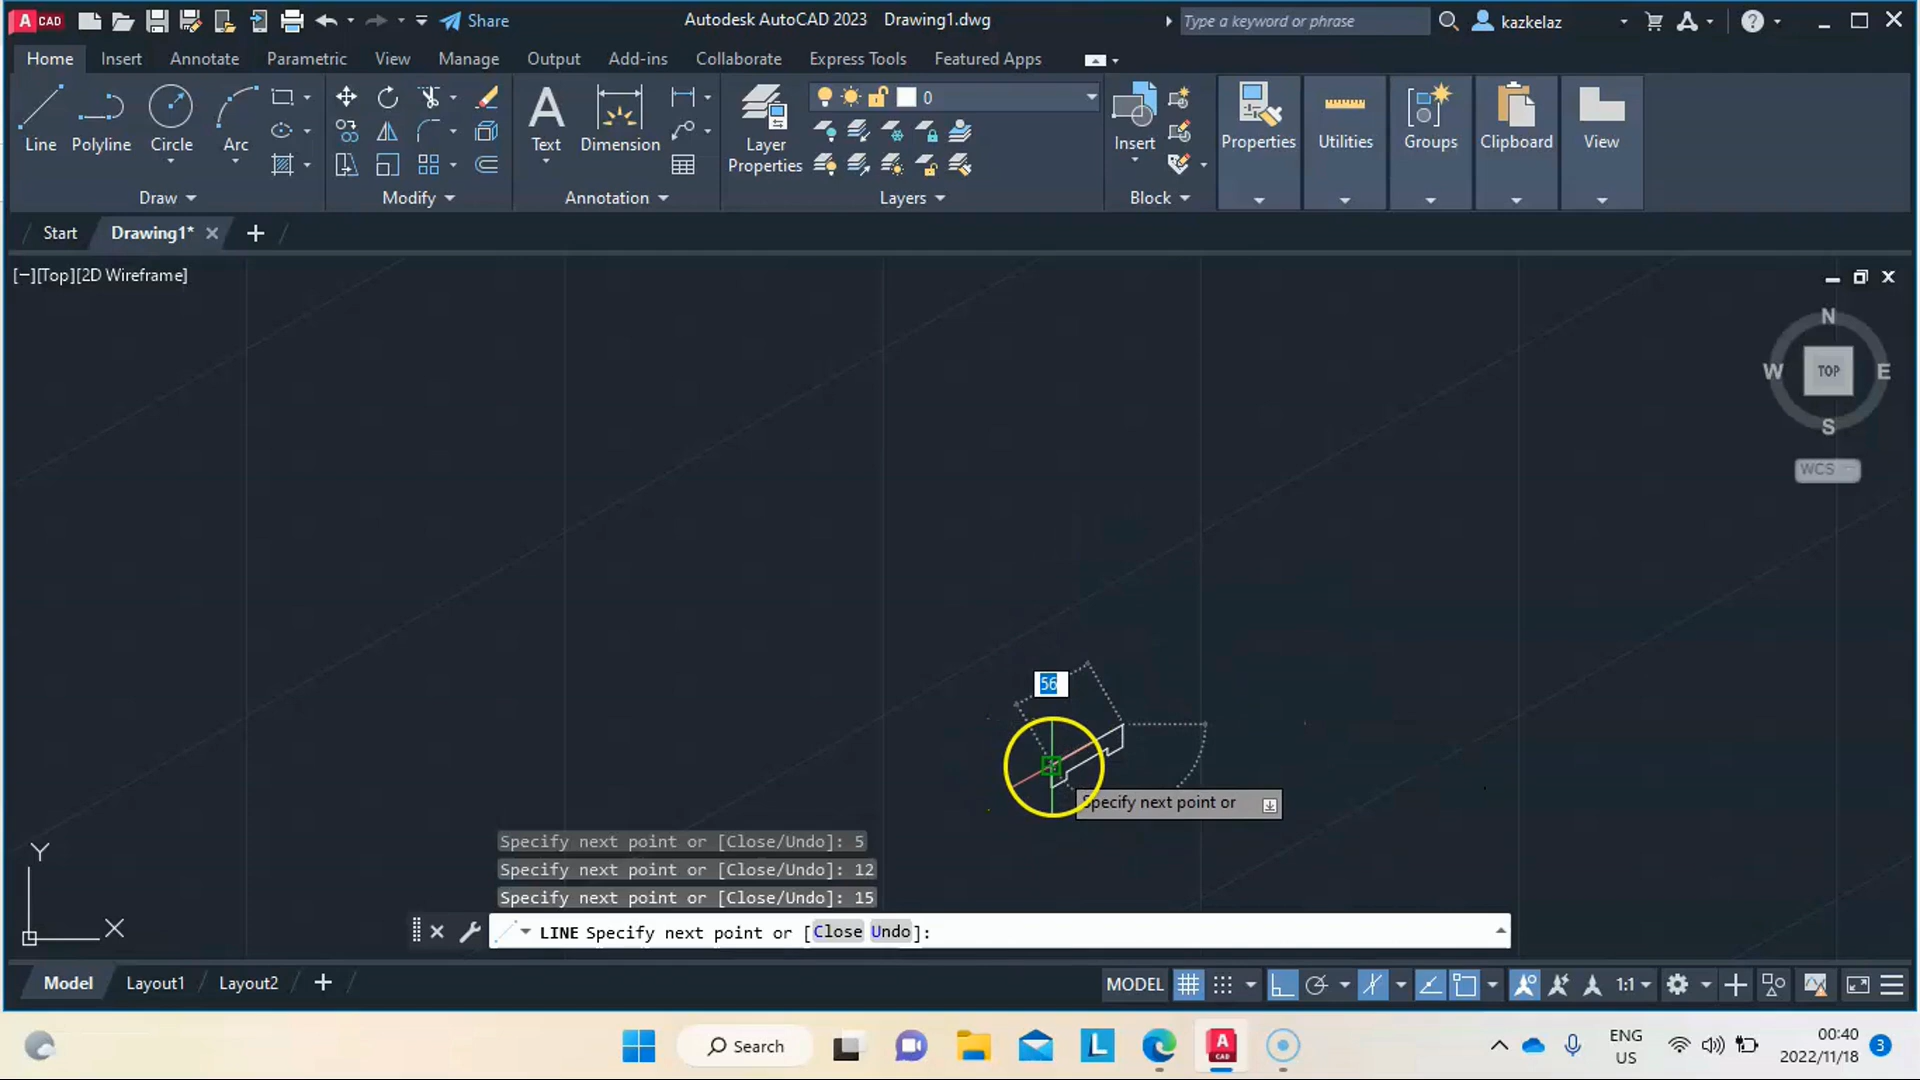 A CAD
Share
Autodesk AutoCAD 2023 Drawing1.dwg
Type a keyword or phrase
kazkelaz
Home Insert Annotate Parametric View Manage Output Add-ins Collaborate Express Tools Featured Apps
Line Polyline Circle Arc
Text Dimension
Layer Properties
0
Insert
Properties Utilities Groups Clipboard View
Draw Modify Annotation Layers Block
Start Drawing1*
[−][Top][2D Wireframe]
N
W TOP E
S
WCS
56
Specify next point or
Specify next point or [Close/Undo]: 5
Specify next point or [Close/Undo]: 12
Specify next point or [Close/Undo]: 15
Y
X
LINE Specify next point or [Close Undo]:
Model Layout1 Layout2
MODEL
1:1
Search
L
A CAD
ENG
US
00:40
2022/11/18
3